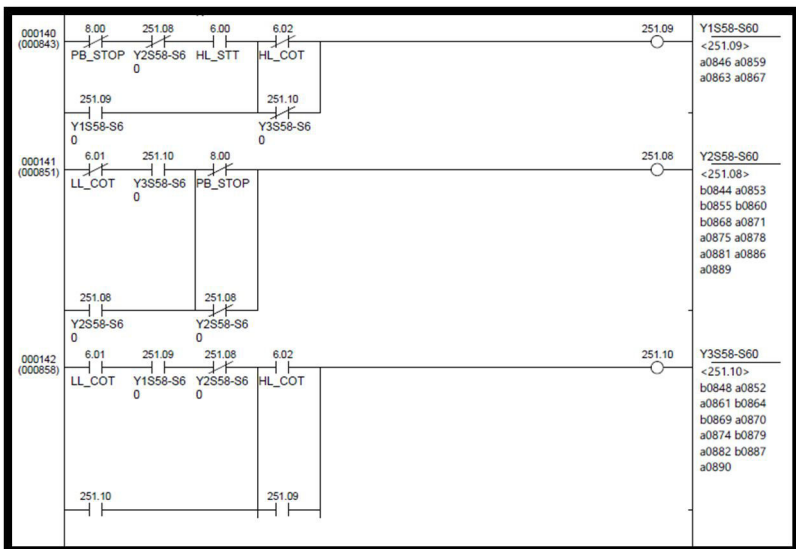 000140
(000843)
8.00 251.08 6.00 6.02 251.09 Y1S58-S60
PB_STOP Y2S58-S6 HL_STT HL_COT <251.09>
0 a0846 a0859
a0863 a0867
251.09 251.10
Y1S58-S6 Y3S58-S6
0 0
000141
(000851)
6.01 251.10 8.00 251.08 Y2S58-S60
LL_COT Y3S58-S6 PB_STOP <251.08>
0 b0844 a0853
b0855 b0860
b0868 a0871
a0875 a0878
a0881 a0886
a0889
251.08 251.08
Y2S58-S6 Y2S58-S6
0 0
000142
(000858)
6.01 251.09 251.08 6.02 251.10 Y3S58-S60
LL_COT Y1S58-S6 Y2S58-S6 HL_COT <251.10>
0 0 b0848 a0852
a0861 b0864
b0869 a0870
a0874 b0879
a0882 b0887
a0890
251.10 251.09